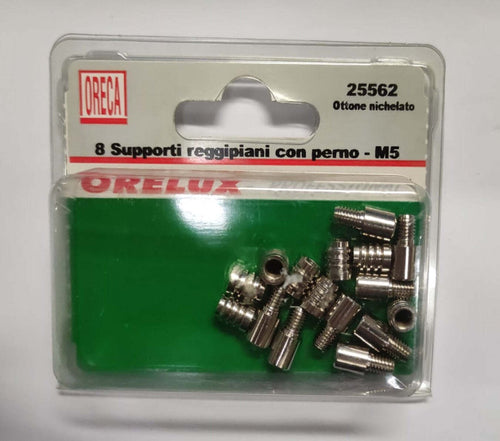 ORECA
25562
Ottone nichelato
8 Supporti reggipiani con perno - M5
ORELUX